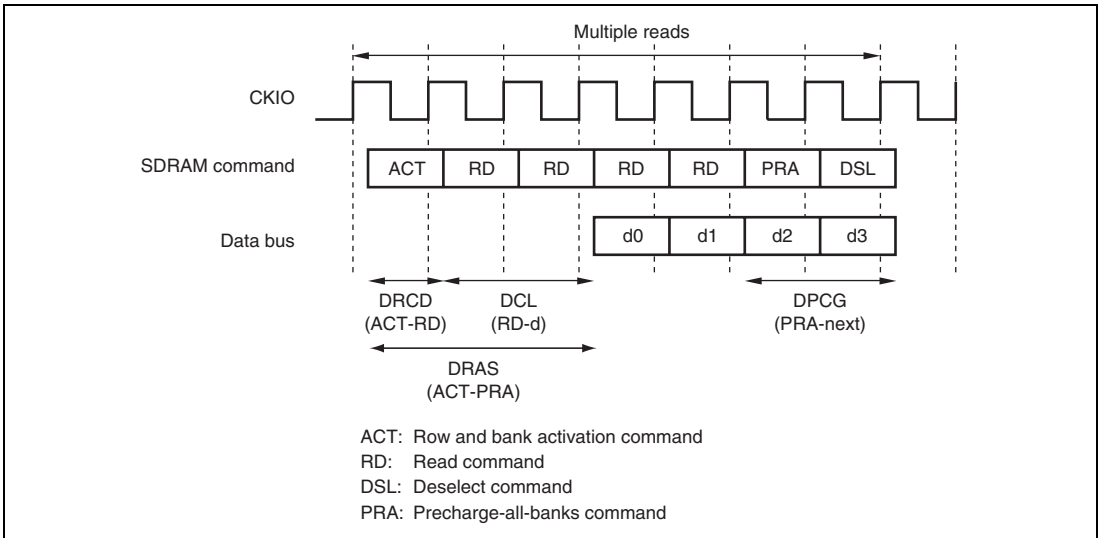 Multiple reads
CKIO
SDRAM command
ACT RD RD RD RD PRA DSL
Data bus
d0 d1 d2 d3
DRCD DCL DPCG
(ACT-RD) (RD-d) (PRA-next)
DRAS
(ACT-PRA)
ACT: Row and bank activation command
RD: Read command
DSL: Deselect command
PRA: Precharge-all-banks command